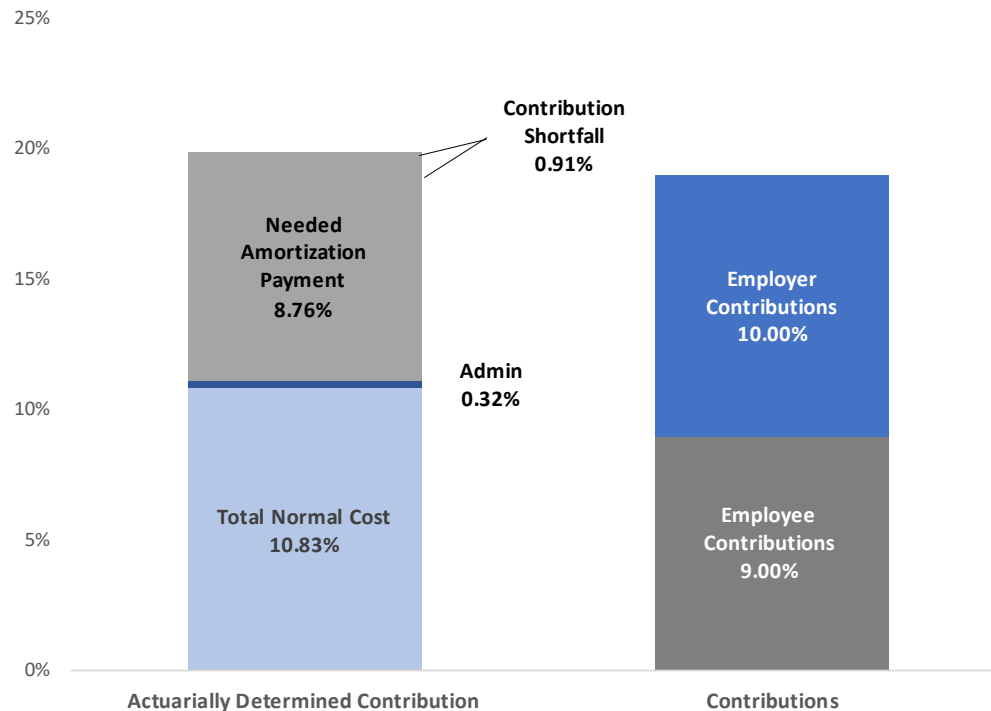 25%
20%
15%
10%
5%
0%
Contribution
Shortfall
0.91%
Needed
Amortization
Payment
8.76%
Admin
0.32%
Total Normal Cost
10.83%
Employer
Contributions
10.00%
Employee
Contributions
9.00%
Actuarially Determined Contribution
Contributions